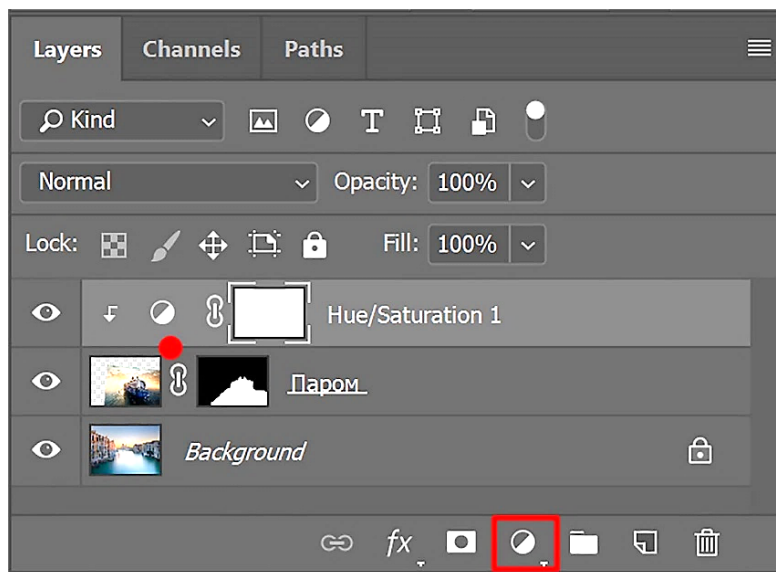 Layers Channels Paths
Kind
Normal Opacity: 100%
Lock: Fill: 100%
Hue/Saturation 1
Паром
Background
fx